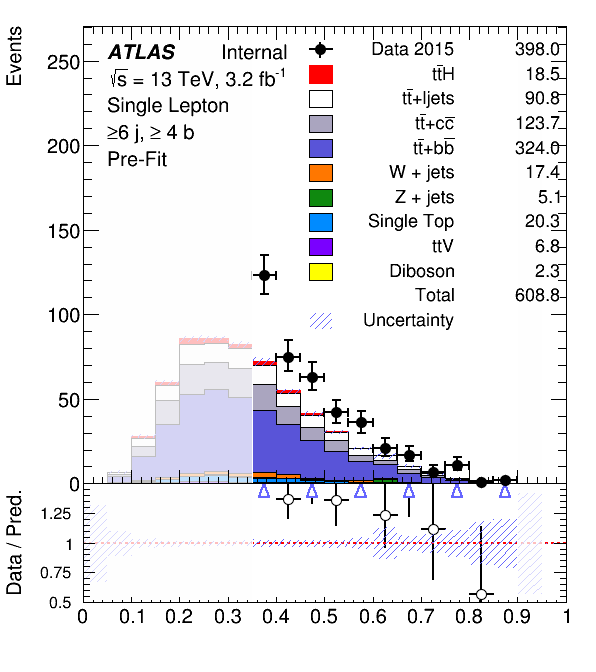 Events
ATLAS Internal
√s = 13 TeV, 3.2 fb⁻¹
Single Lepton
≥6 j, ≥ 4 b
Pre-Fit
Data 2015 398.0
tt̄H 18.5
tt̄+ljets 90.8
tt̄+cc̄ 123.7
tt̄+bb̄ 324.0
W + jets 17.4
Z + jets 5.1
Single Top 20.3
ttV 6.8
Diboson 2.3
Total 608.8
Uncertainty
250
200
150
100
50
0
Data / Pred.
1.25
1
0.75
0.5
0 0.1 0.2 0.3 0.4 0.5 0.6 0.7 0.8 0.9 1